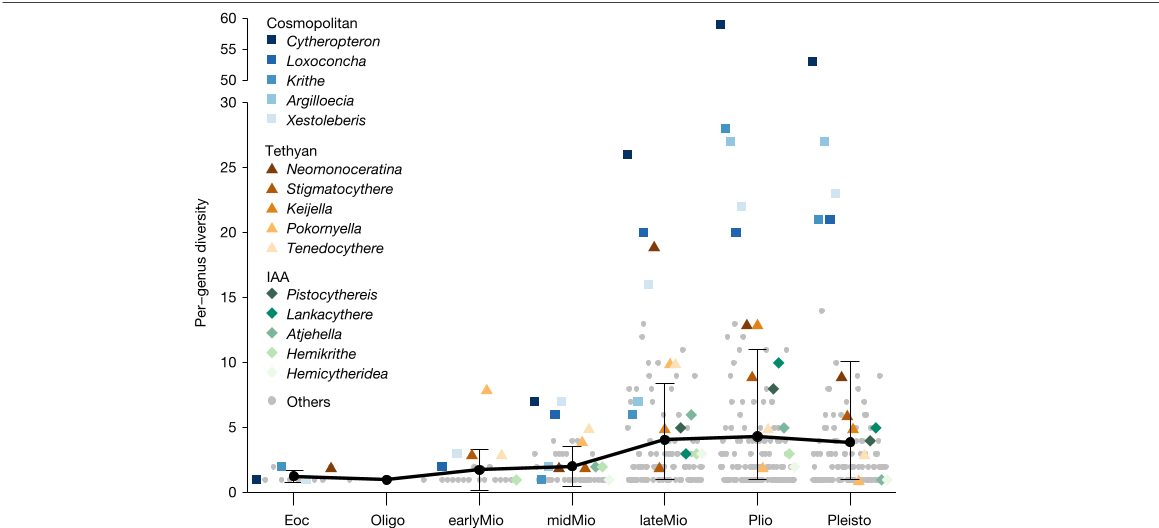 60
55
50
30
25
20
15
10
5
0
Per-genus diversity
Cosmopolitan
Cytheropteron
Loxoconcha
Krithe
Argilloecia
Xestoleberis
Tethyan
Neomonoceratina
Stigmatocythere
Keijella
Pokornyella
Tenedocythere
IAA
Pistocythereis
Lankacythere
Atjehella
Hemikrithe
Hemicytheridea
Others
Eoc Oligo earlyMio midMio lateMio Plio Pleisto